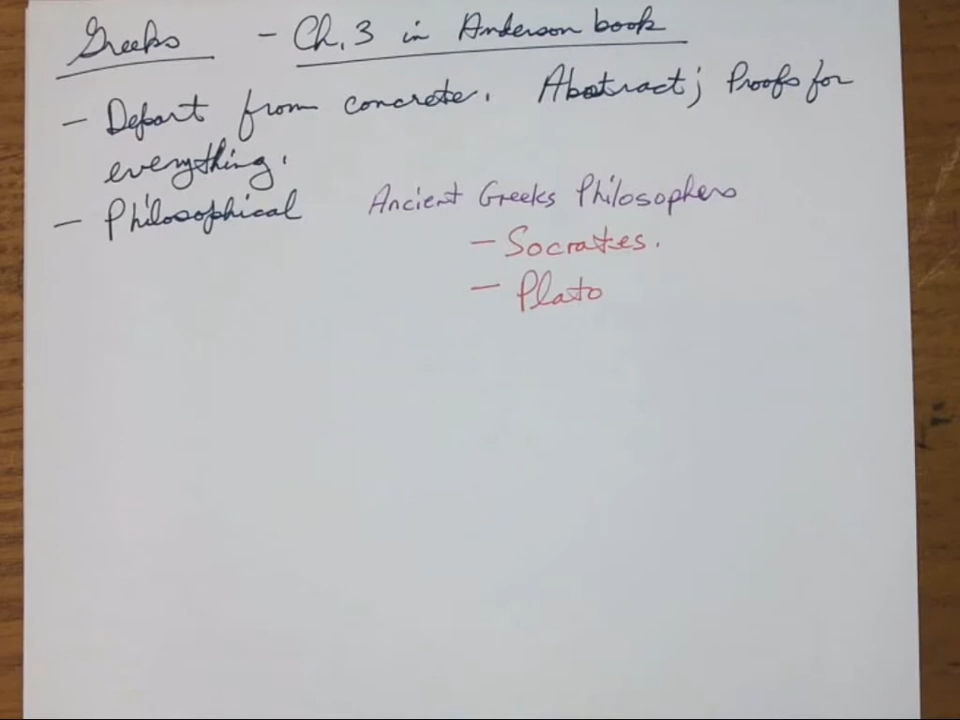 Greeks - Ch. 3 in Anderson book
- Depart from concrete. Abstract; Proofs for
everything.
- Philosophical Ancient Greeks Philosophers
- Socrates.
- Plato